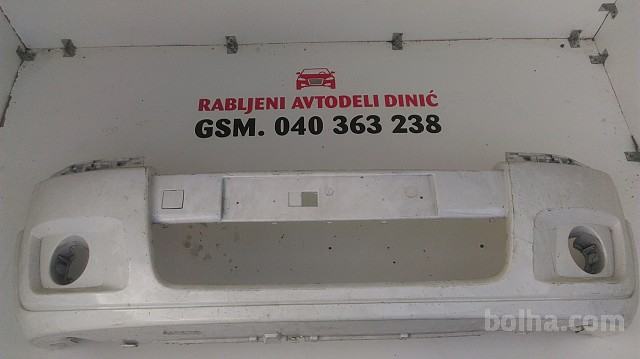 RABLJENI AVTODELI DINIĆ
GSM. 040 363 238
bolha.com